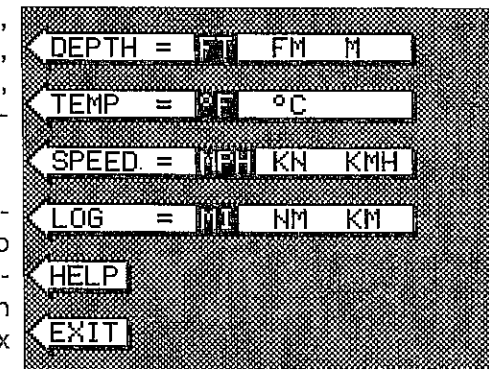 DEPTH = FT FM M
TEMP = °F °C
SPEED = MPH KN KMH
LOG = MI NM KM
HELP
EXIT